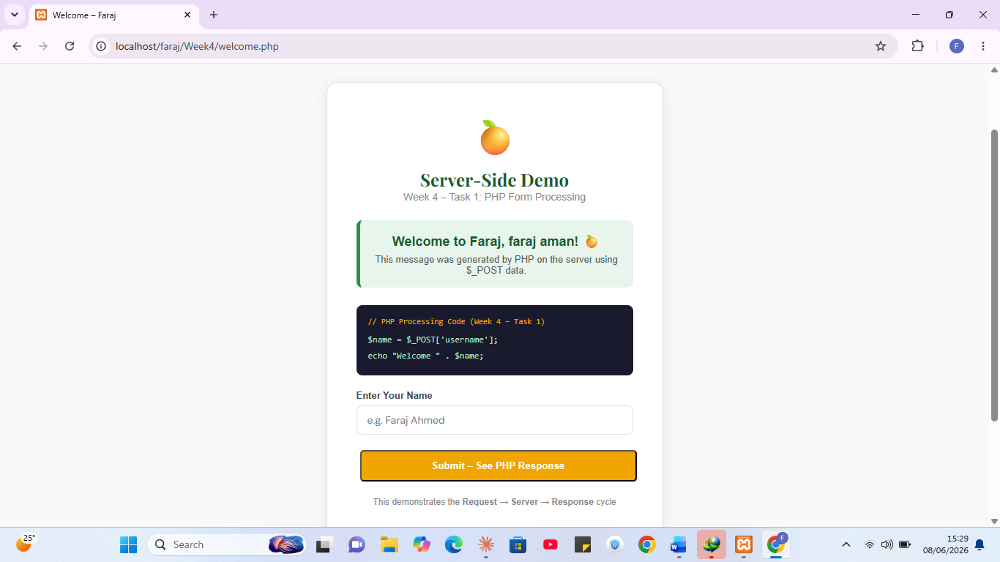 Welcome – Faraj
localhost/faraj/Week4/welcome.php
F
Server-Side Demo
Week 4 – Task 1: PHP Form Processing
Welcome to Faraj, faraj aman! 🍊
This message was generated by PHP on the server using
$_POST data.
// PHP Processing Code (Week 4 – Task 1)
$name = $_POST['username'];
echo "Welcome " . $name;
Enter Your Name
e.g. Faraj Ahmed
Submit – See PHP Response
This demonstrates the Request → Server → Response cycle
25°
Search
F
15:29
08/06/2026